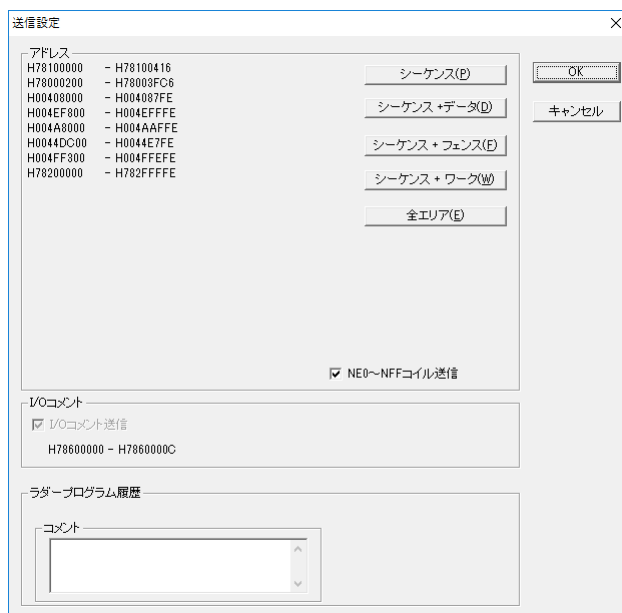 送信設定
アドレス
H78100000 - H78100416
H78000200 - H78003FC6
H00408000 - H004087FE
H004EF800 - H004EFFFE
H004A8000 - H004AAFFE
H0044DC00 - H0044E7FE
H004FF300 - H004FFEFE
H78200000 - H782FFFFE
シーケンス(P)
シーケンス +データ(D)
シーケンス + フェンス(F)
シーケンス + ワーク(W)
全エリア(E)
OK
キャンセル
NE0～NFFコイル送信
I/Oコメント
I/Oコメント送信
H78600000 - H7860000C
ラダープログラム履歴
コメント